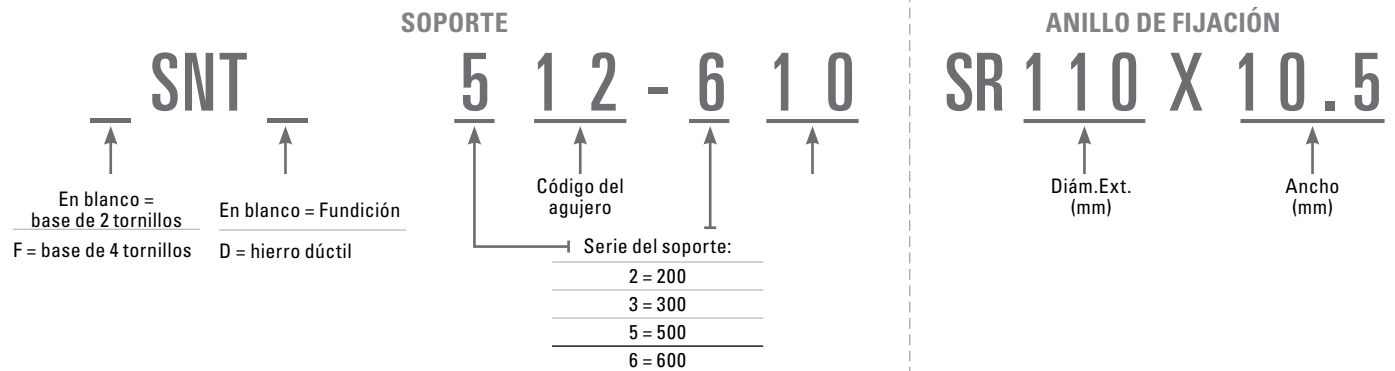 SOPORTE
SNT 5 1 2 - 6 1 0
En blanco =
base de 2 tornillos
F = base de 4 tornillos
En blanco = Fundición
D = hierro dúctil
Código del
agujero
Serie del soporte:
2 = 200
3 = 300
5 = 500
6 = 600
ANILLO DE FIJACIÓN
SR 1 1 0 X 1 0 . 5
Diám.Ext.
(mm)
Ancho
(mm)